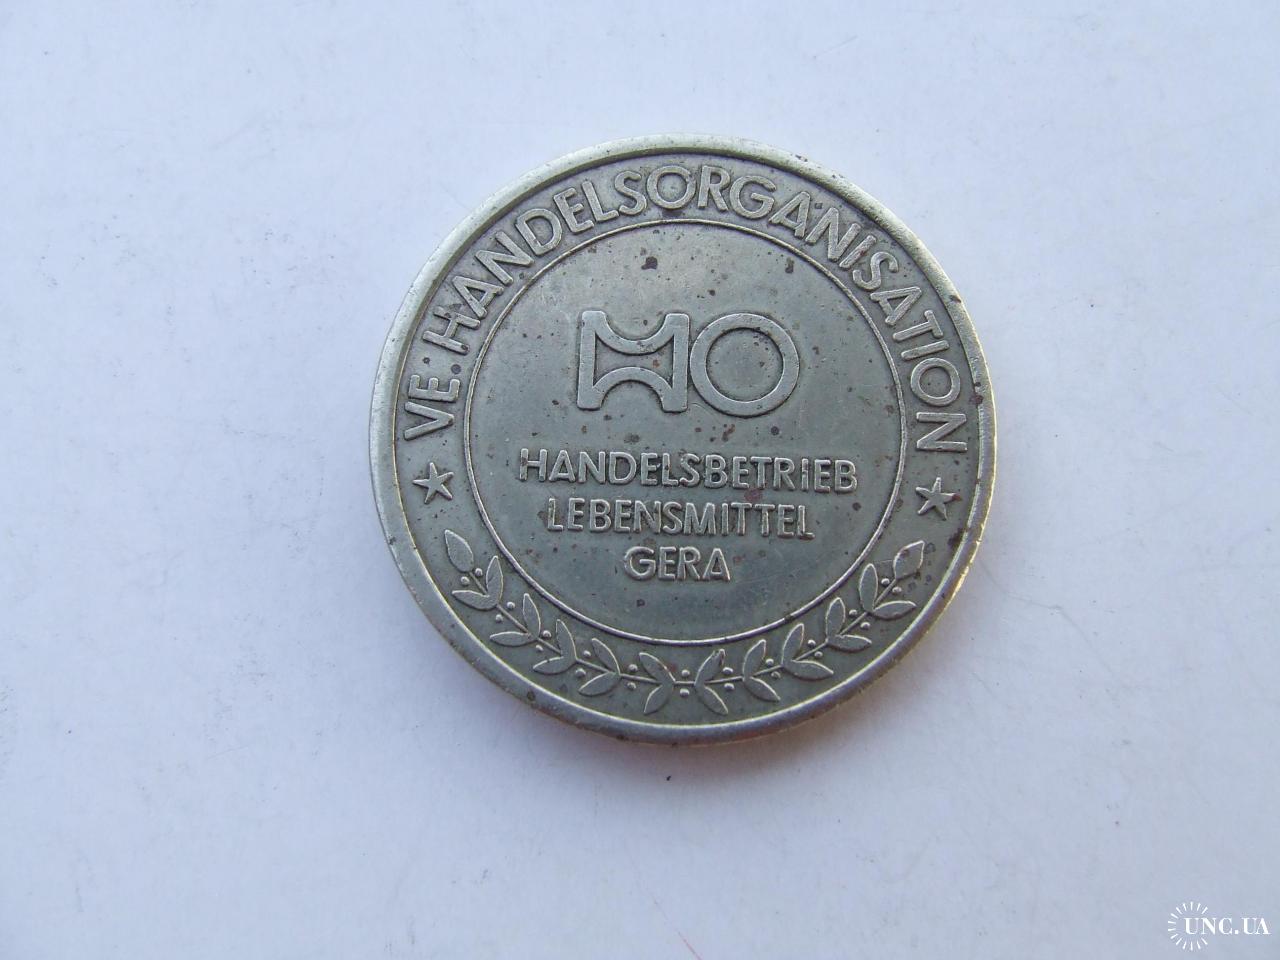 VE. HANDELSORGANISATION
HO
HANDELSBETRIEB
LEBENSMITTEL
GERA
UNC.UA